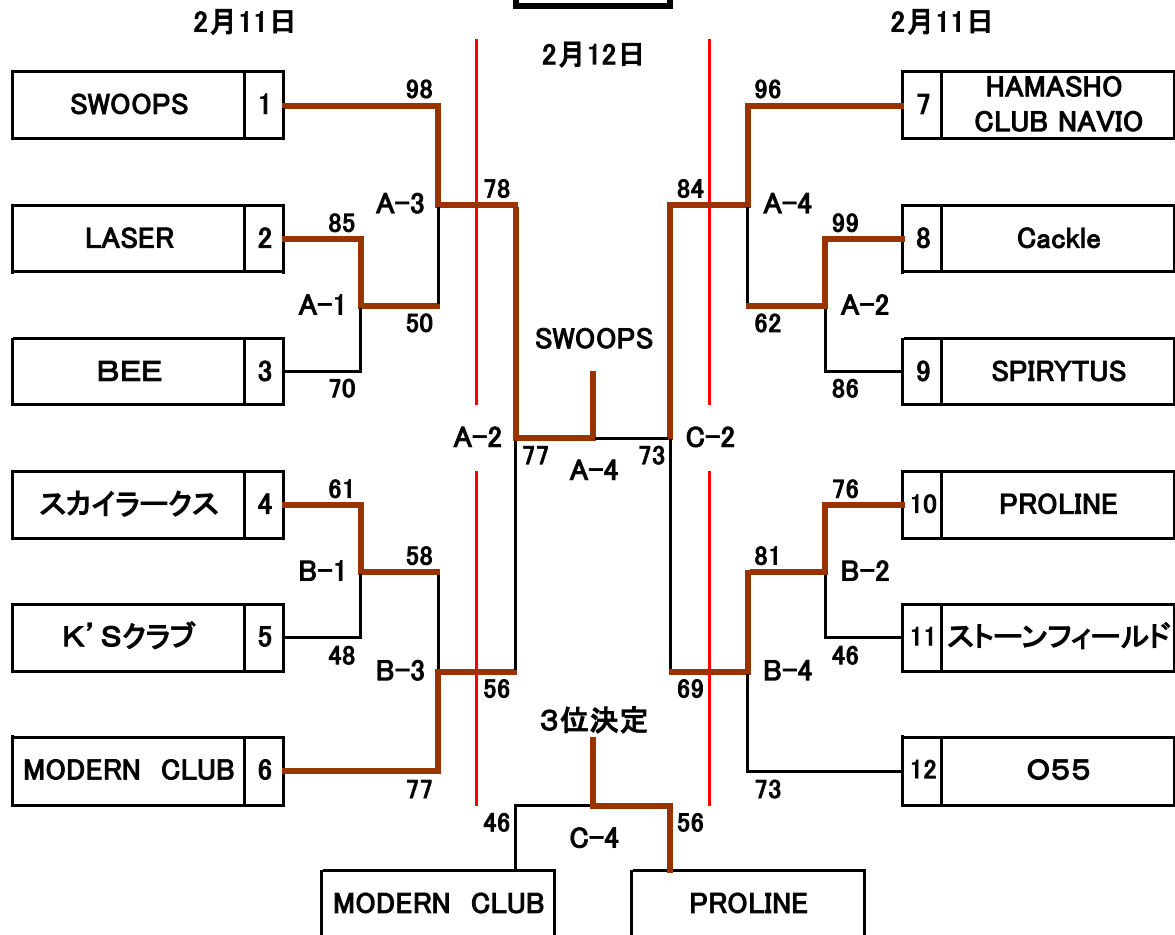 2月11日
2月12日
2月11日
SWOOPS 1
98
96
7 HAMASHO
CLUB NAVIO
A-3
78
84
A-4
LASER 2
85
99
8 Cackle
A-1
50
62
A-2
SWOOPS
BEE 3
70
86
9 SPIRYTUS
A-2
77
A-4
73
C-2
スカイラークス 4
61
76
10 PROLINE
B-1
58
81
B-2
K'Sクラブ 5
48
46
11 ストーンフィールド
B-3
56
69
B-4
3位決定
MODERN CLUB 6
77
73
12 O55
46
C-4
56
MODERN CLUB
PROLINE